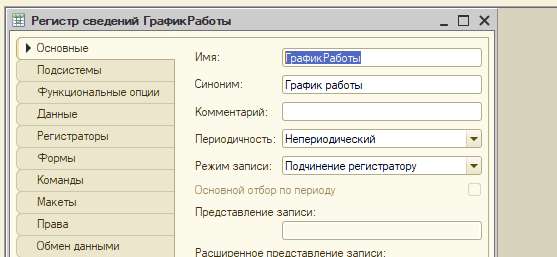 Регистр сведений ГрафикРаботы
Основные
Подсистемы
Функциональные опции
Данные
Регистраторы
Формы
Команды
Макеты
Права
Обмен данными
Имя: ГрафикРаботы
Синоним: График работы
Комментарий:
Периодичность: Непериодический
Режим записи: Подчинение регистратору
Основной отбор по периоду
Представление записи:
Расширенное представление записи: